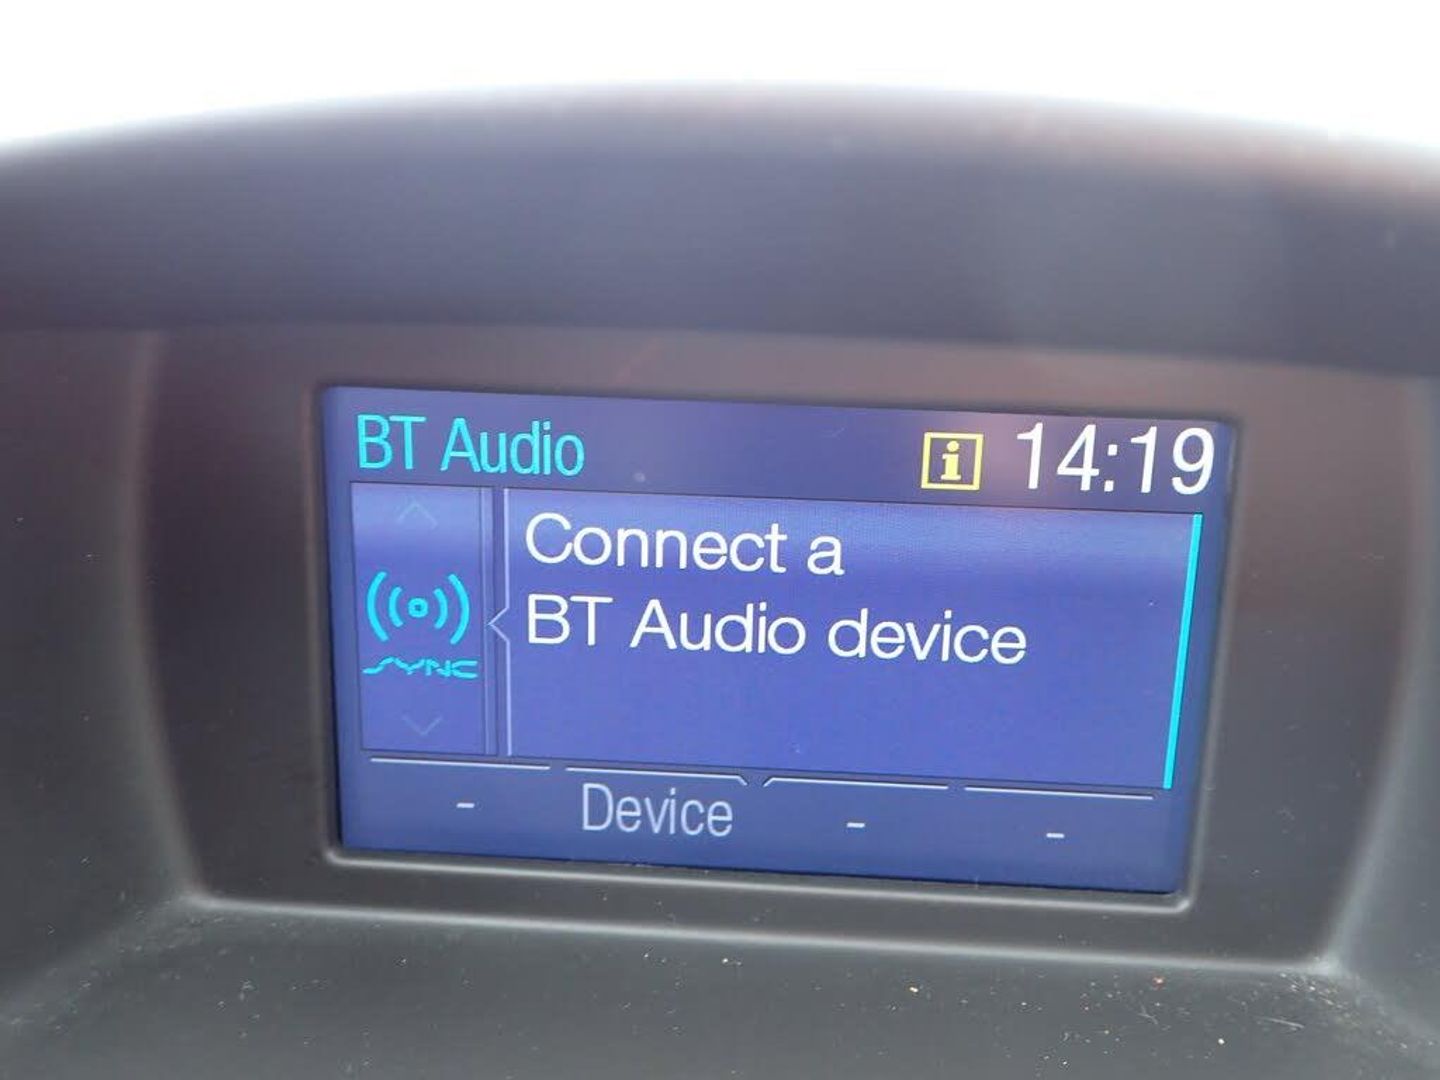 BT Audio
i 14:19
Connect a
BT Audio device
SYNC
- Device - -